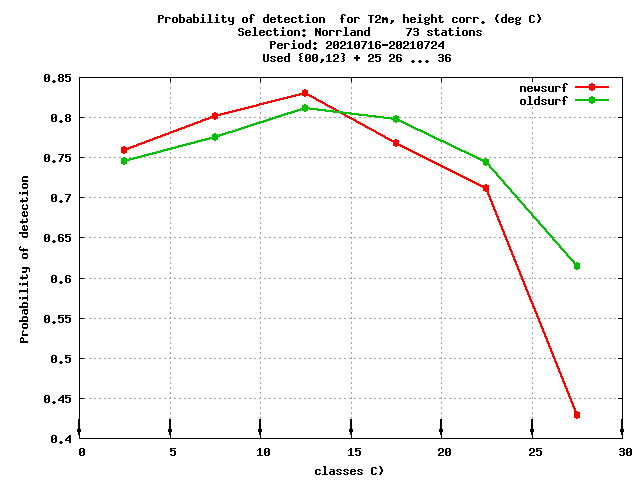 Probability of detection  for T2m, height corr. (deg C)
Selection: Norrland     73 stations
Period: 20210716-20210724
Used {00,12} + 25 26 ... 36
newsurf
oldsurf
0.85
0.8
0.75
0.7
0.65
0.6
0.55
0.5
0.45
0.4
Probability of detection
0 5 10 15 20 25 30
classes C)